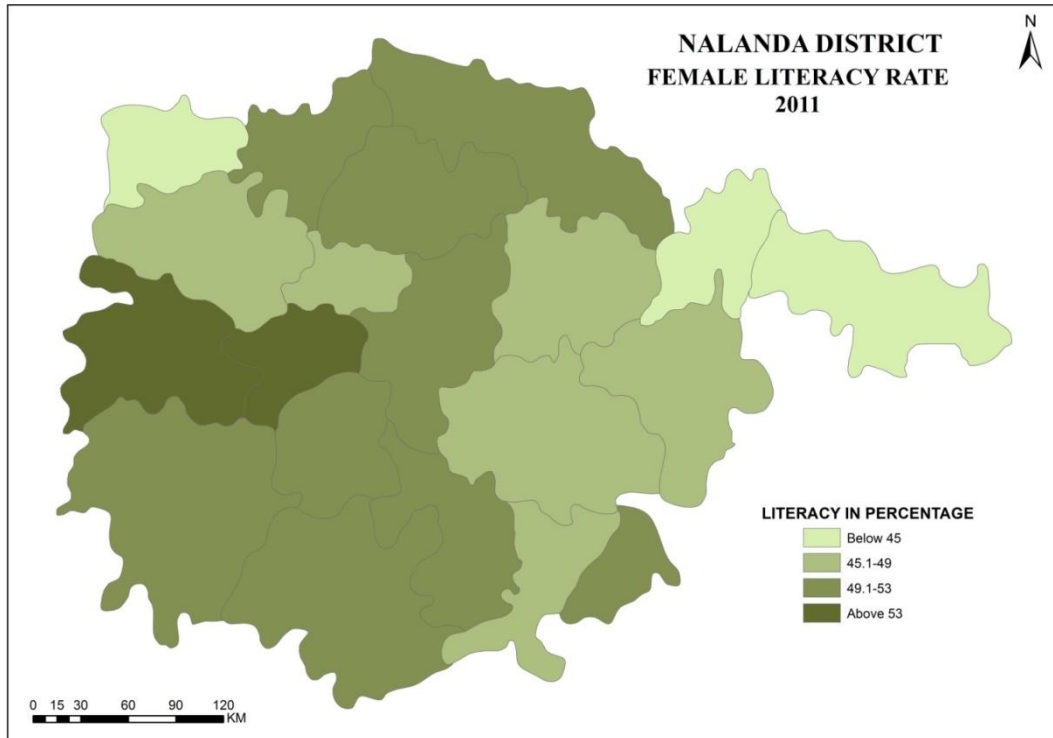 NALANDA DISTRICT
FEMALE LITERACY RATE
2011
N
LITERACY IN PERCENTAGE
Below 45
45.1-49
49.1-53
Above 53
0 15 30 60 90 120
KM